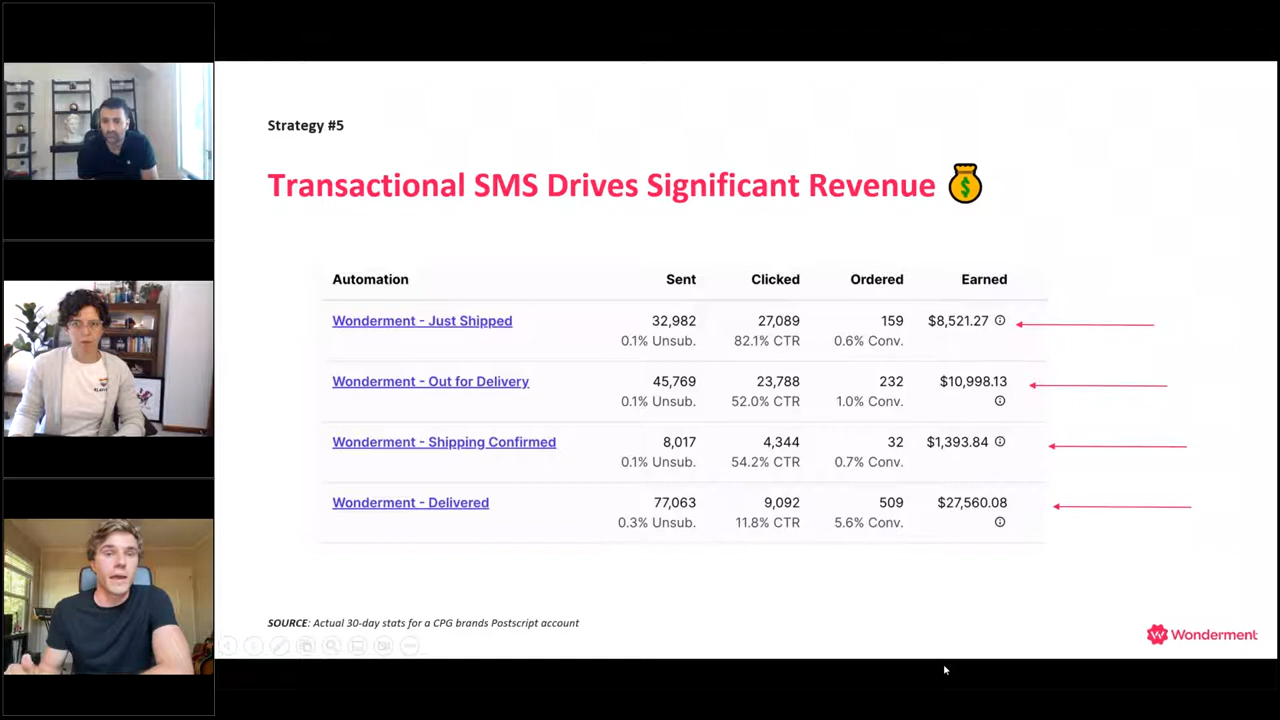 Strategy #5
Transactional SMS Drives Significant Revenue
Automation Sent Clicked Ordered Earned
Wonderment - Just Shipped 32,982 27,089 159 $8,521.27
0.1% Unsub. 82.1% CTR 0.6% Conv.
Wonderment - Out for Delivery 45,769 23,788 232 $10,998.13
0.1% Unsub. 52.0% CTR 1.0% Conv.
Wonderment - Shipping Confirmed 8,017 4,344 32 $1,393.84
0.1% Unsub. 54.2% CTR 0.7% Conv.
Wonderment - Delivered 77,063 9,092 509 $27,560.08
0.3% Unsub. 11.8% CTR 5.6% Conv.
SOURCE: Actual 30-day stats for a CPG brands Postscript account
Wonderment